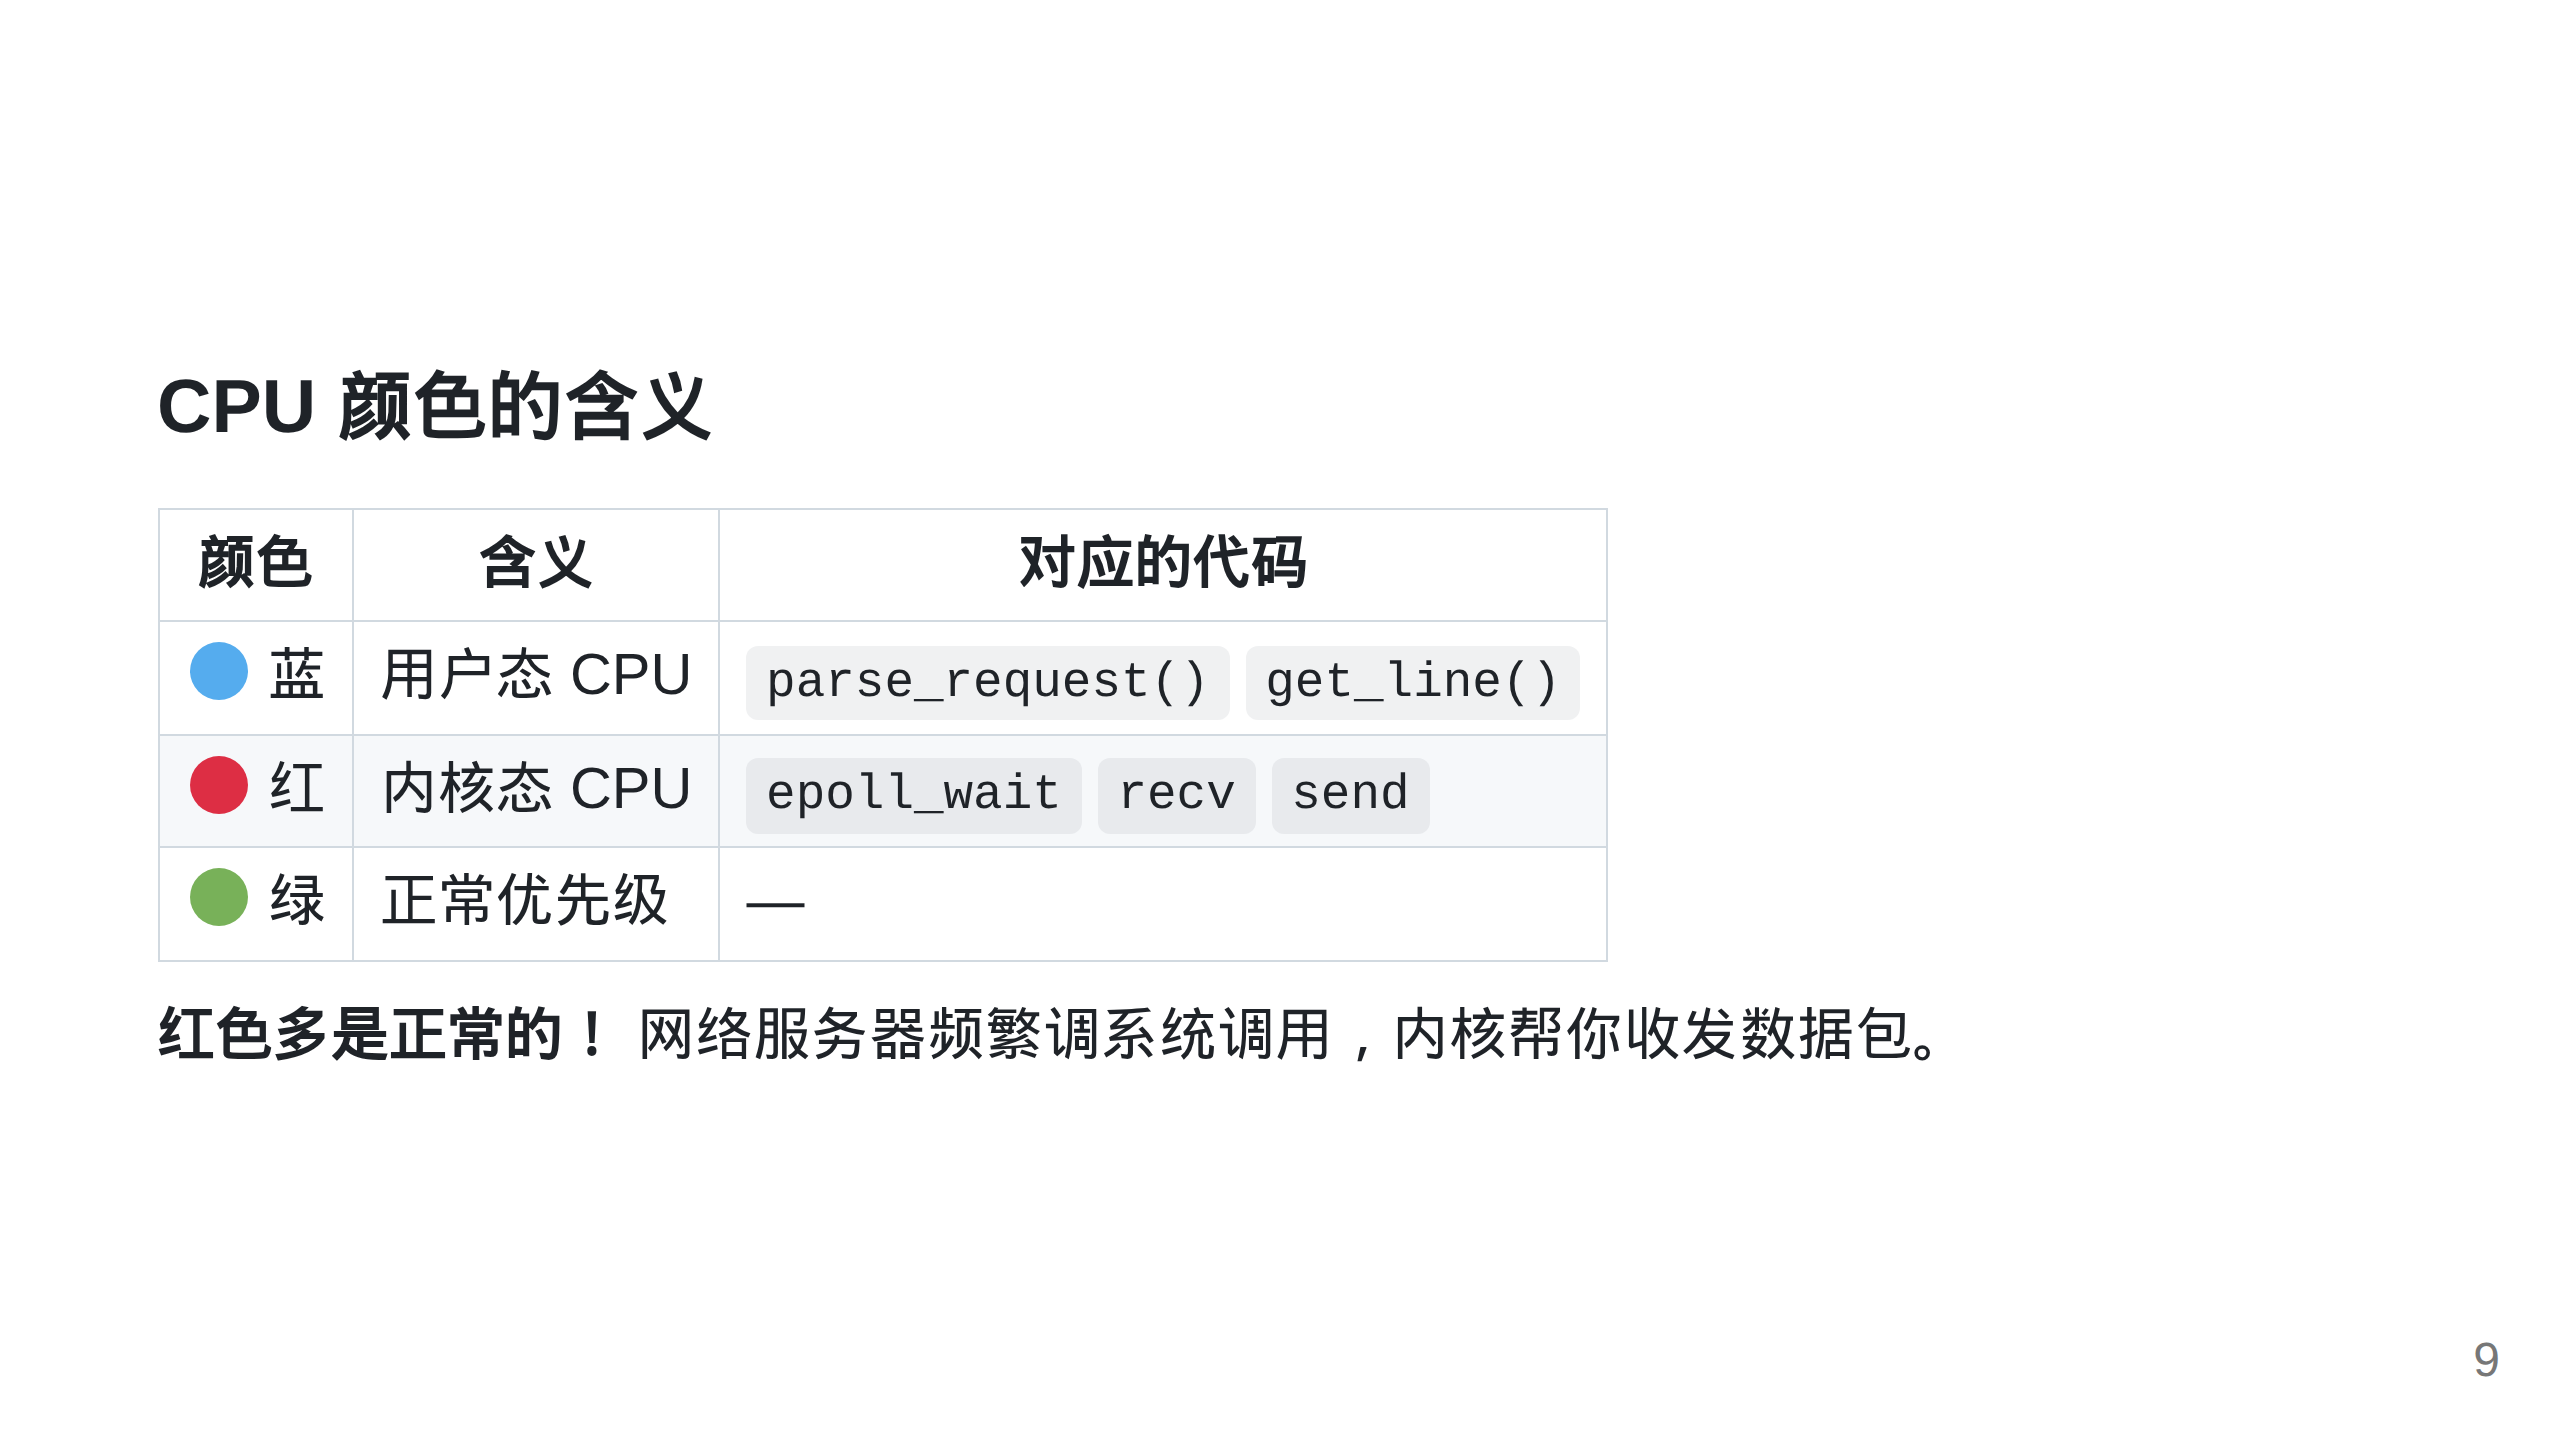 CPU 颜色的含义
颜色 含义 对应的代码
蓝 用户态 CPU parse_request() get_line()
红 内核态 CPU epoll_wait recv send
绿 正常优先级 —
红色多是正常的！ 网络服务器频繁调系统调用，内核帮你收发数据包。
9